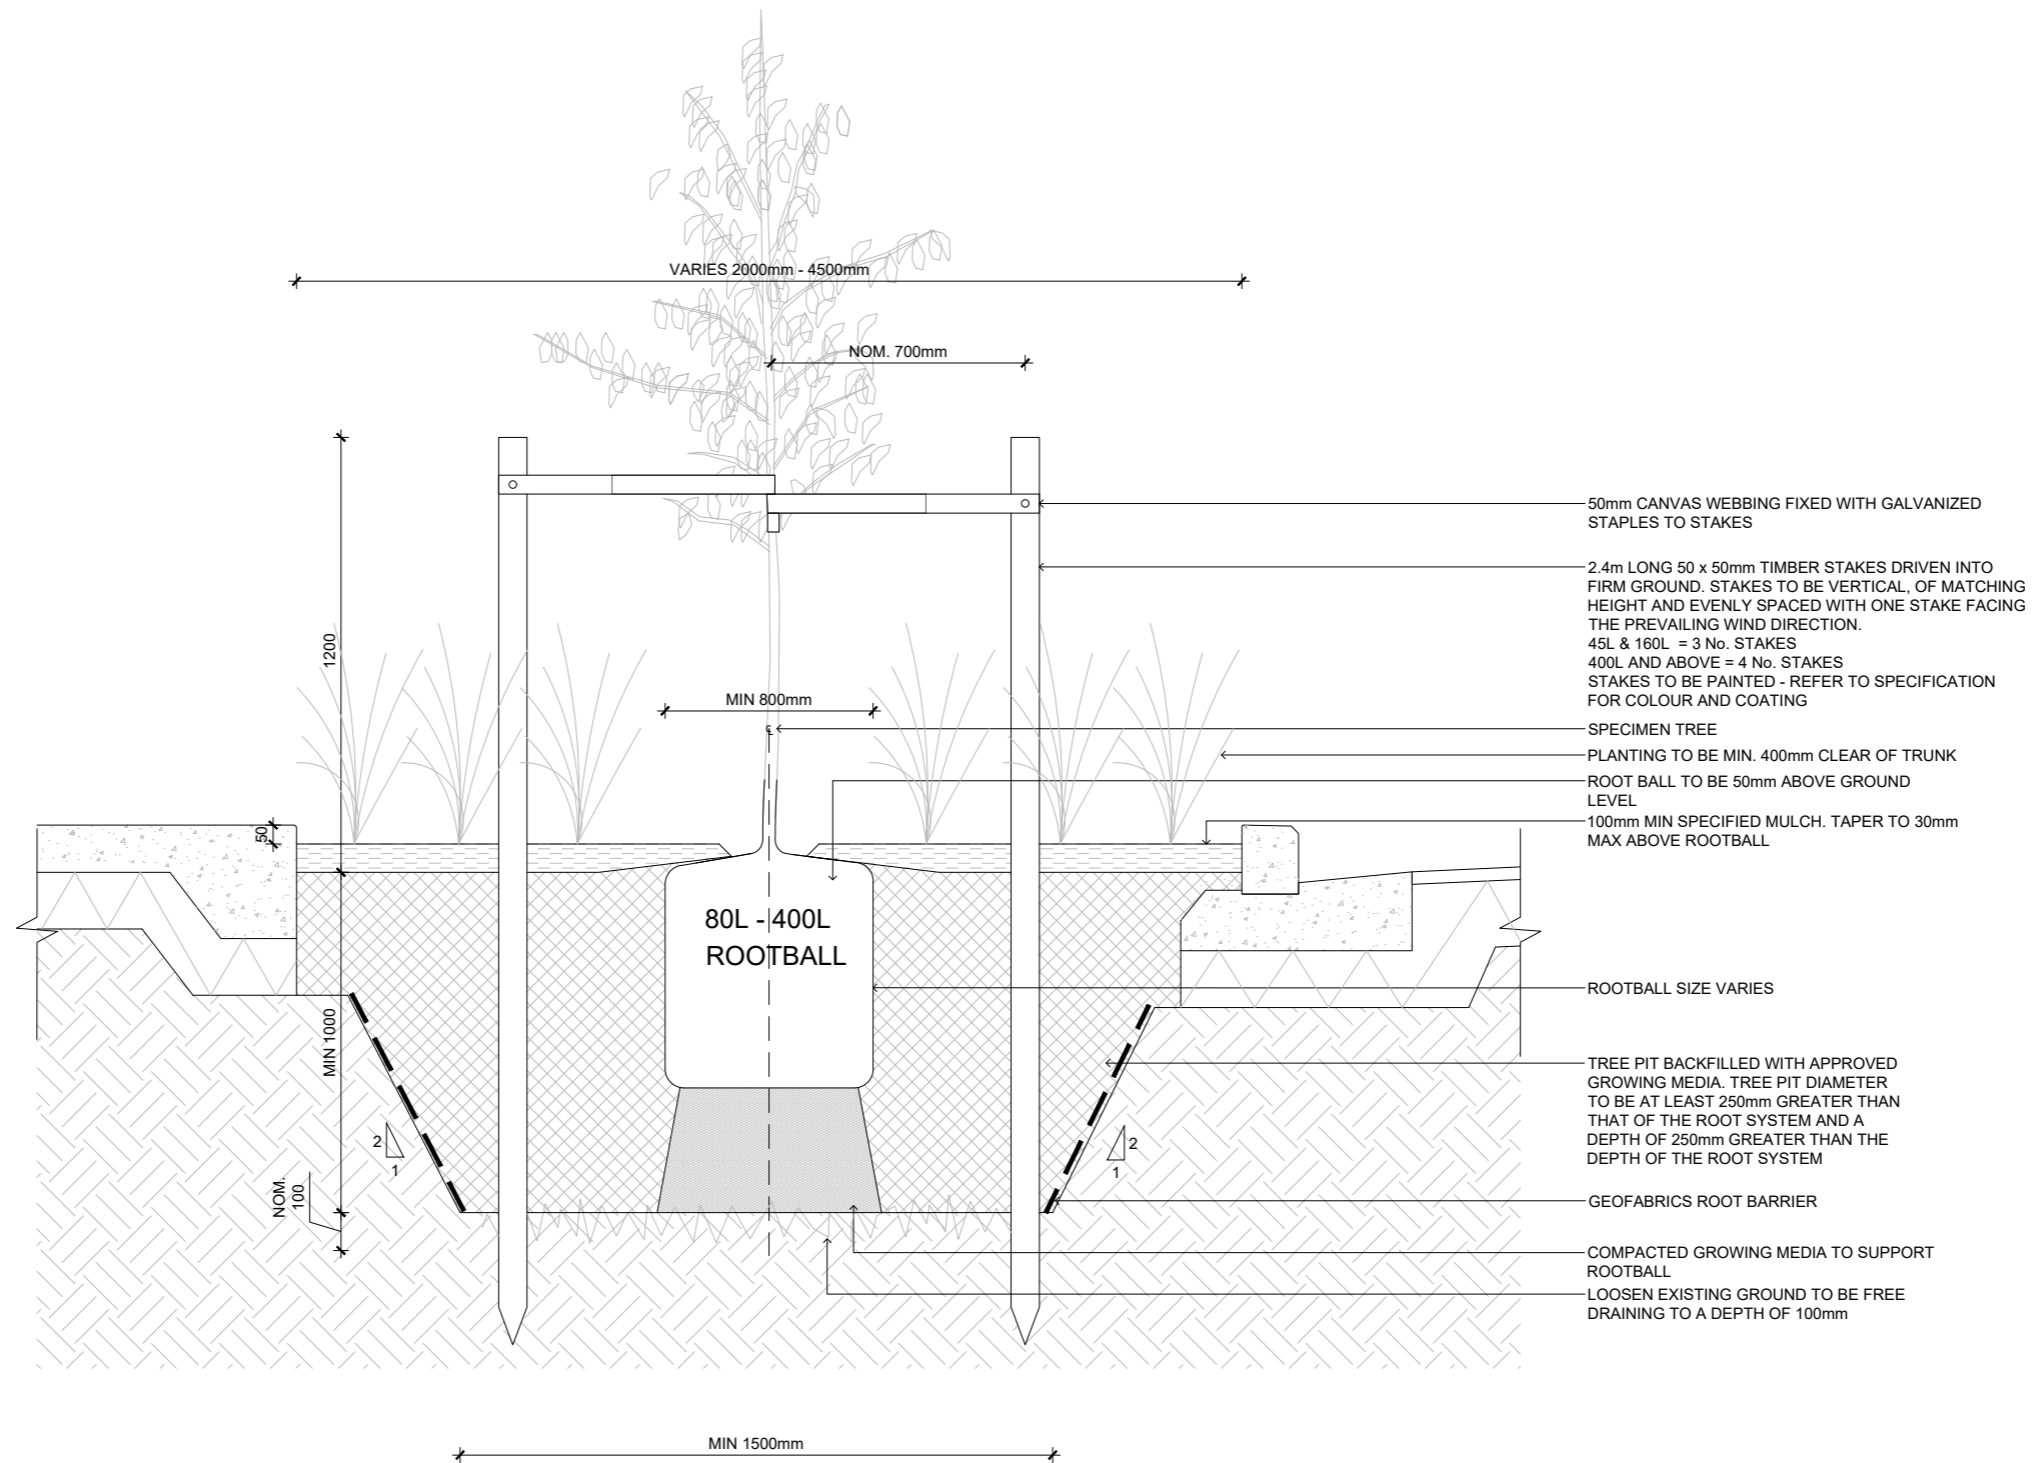 VARIES 2000mm - 4500mm
NOM. 700mm
50mm CANVAS WEBBING FIXED WITH GALVANIZED
STAPLES TO STAKES
2.4m LONG 50 x 50mm TIMBER STAKES DRIVEN INTO
FIRM GROUND. STAKES TO BE VERTICAL, OF MATCHING
HEIGHT AND EVENLY SPACED WITH ONE STAKE FACING
THE PREVAILING WIND DIRECTION.
45L & 160L = 3 No. STAKES
400L AND ABOVE = 4 No. STAKES
STAKES TO BE PAINTED - REFER TO SPECIFICATION
FOR COLOUR AND COATING
1200
MIN 800mm
SPECIMEN TREE
PLANTING TO BE MIN. 400mm CLEAR OF TRUNK
ROOT BALL TO BE 50mm ABOVE GROUND
LEVEL
100mm MIN SPECIFIED MULCH. TAPER TO 30mm
MAX ABOVE ROOTBALL
50
80L - 400L
ROOTBALL
ROOTBALL SIZE VARIES
MIN 1000
TREE PIT BACKFILLED WITH APPROVED
GROWING MEDIA. TREE PIT DIAMETER
TO BE AT LEAST 250mm GREATER THAN
THAT OF THE ROOT SYSTEM AND A
DEPTH OF 250mm GREATER THAN THE
DEPTH OF THE ROOT SYSTEM
2
1
2
1
NOM.
100
GEOFABRICS ROOT BARRIER
COMPACTED GROWING MEDIA TO SUPPORT
ROOTBALL
LOOSEN EXISTING GROUND TO BE FREE
DRAINING TO A DEPTH OF 100mm
MIN 1500mm